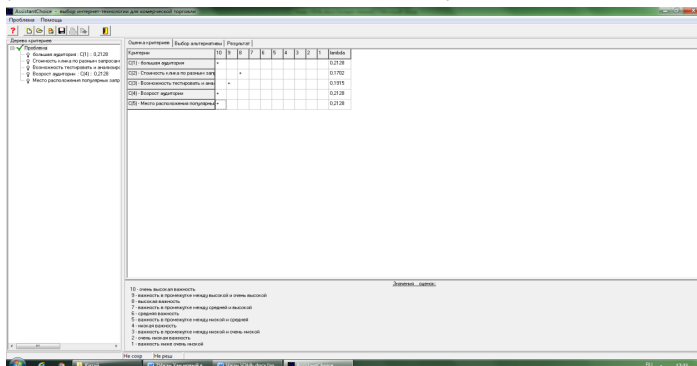 AssistantChoice - выбор интернет-технологии для коммерческой торговли
Проблема Помощь
Дерево критериев
Проблема
большая аудитория : C(1) : 0,2128
Стоимость клика по разным запросам
Возможность тестировать и анализиро
Возраст аудитории : C(4) : 0,2128
Место расположения популярных запр
Оценка критериев Выбор альтернативы Результат
Критерии 10 9 8 7 6 5 4 3 2 1 lambda
C(1) - большая аудитория + 0,2128
C(2) - Стоимость клика по разным зап + 0,1702
C(3) - Возможность тестировать и ана + 0,1915
C(4) - Возраст аудитории + 0,2128
C(5) - Место расположения популярны + 0,2128
Значения оценок:
10 - очень высокая важность
9 - важность в промежутке между высокой и очень высокой
8 - высокая важность
7 - важность в промежутке между средней и высокой
6 - средняя важность
5 - важность в промежутке между низкой и средней
4 - низкая важность
3 - важность в промежутке между низкой и очень низкой
2 - очень низкая важность
1 - важность ниже очень низкой
Не сохр Не реш
AssistantChoice
RU